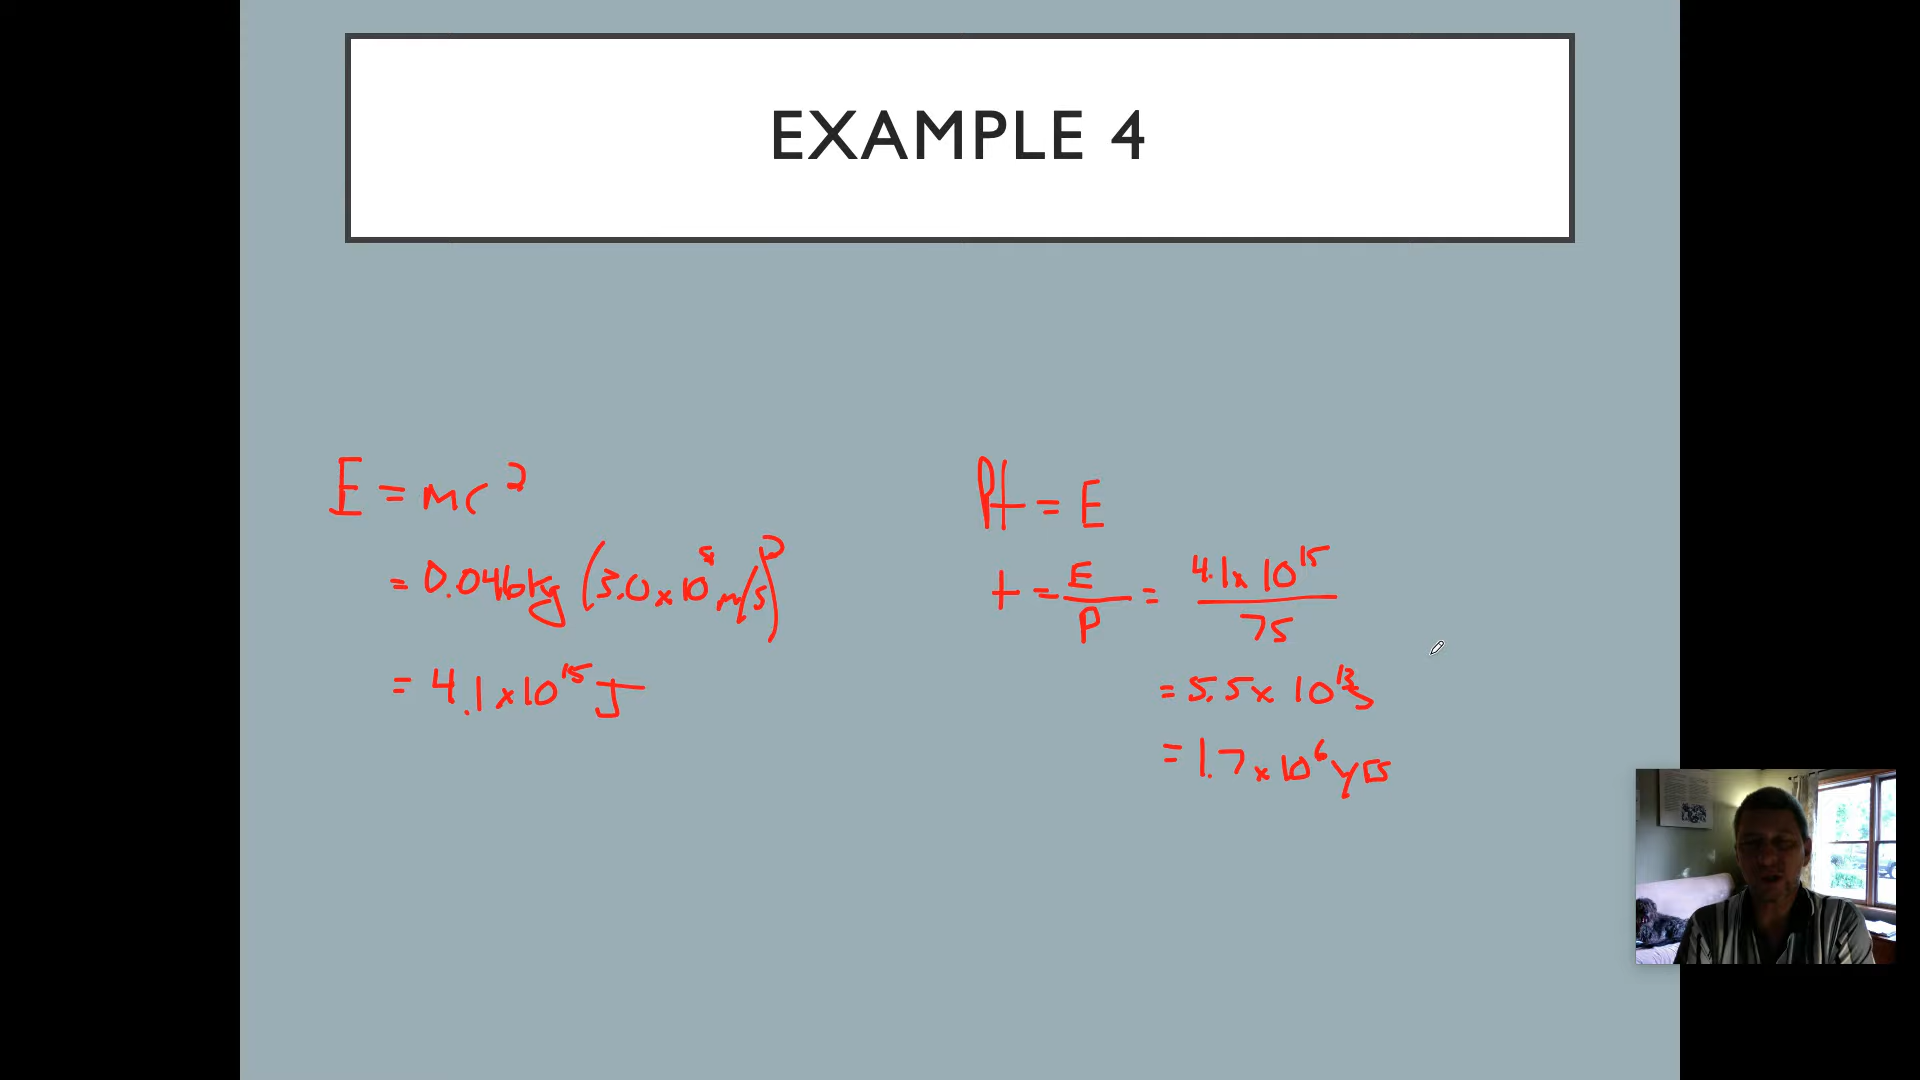 EXAMPLE 4
E = mc²
= 0.046kg (3.0 x 10⁸ m/s)²
= 4.1 x 10¹⁵ J
Pt = E
t = E/P = 4.1 x 10¹⁵/75
= 5.5 x 10¹³ s
= 1.7 x 10⁶ yrs